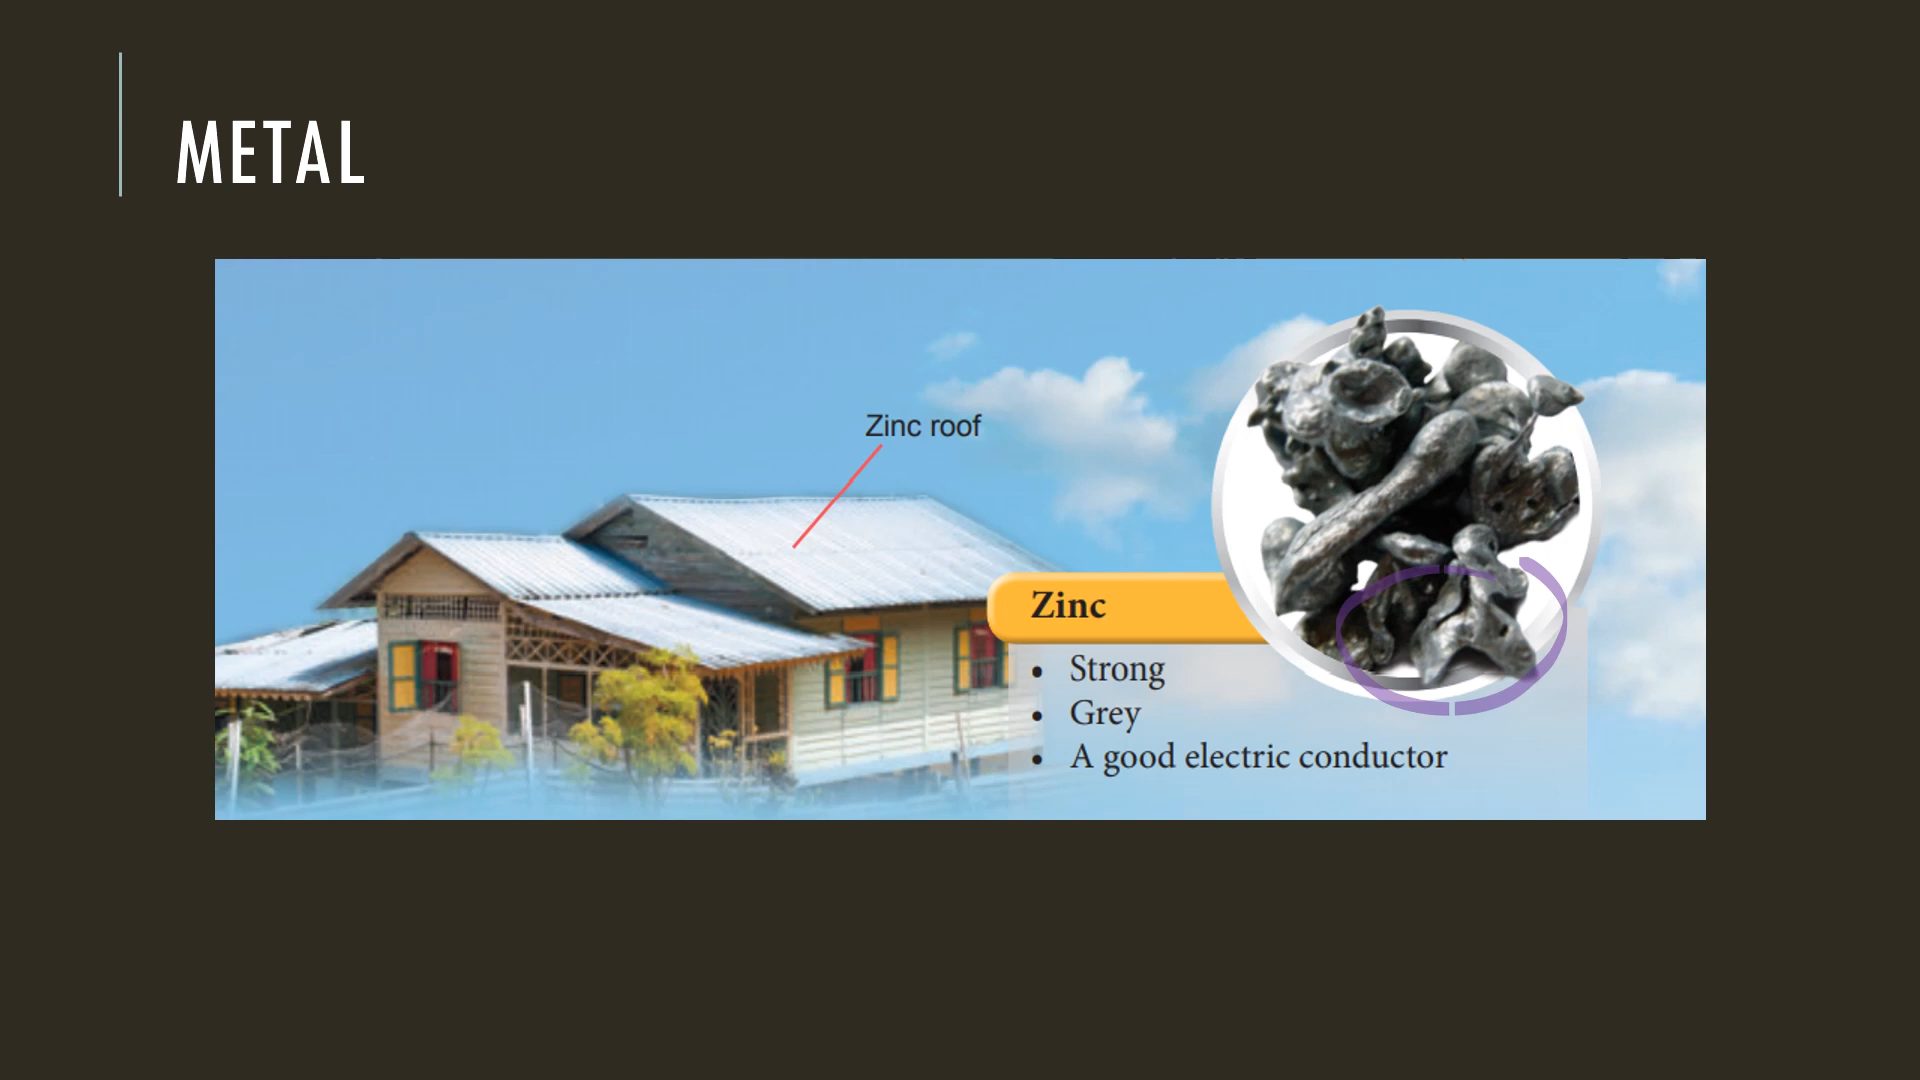 METAL
Zinc roof
Zinc
• Strong
• Grey
• A good electric conductor